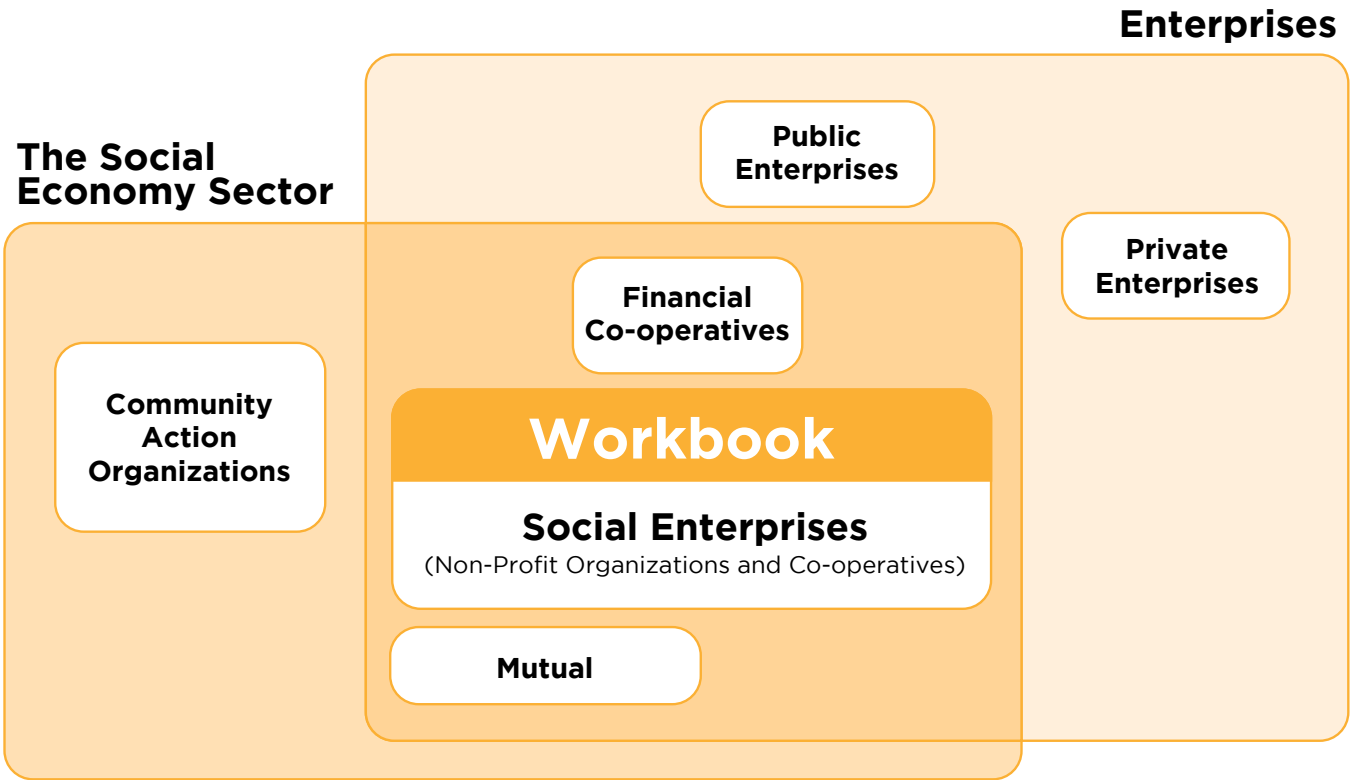 Enterprises
Public
Enterprises
The Social
Economy Sector
Private
Enterprises
Financial
Co-operatives
Community
Action
Organizations
Workbook
Social Enterprises
(Non-Profit Organizations and Co-operatives)
Mutual